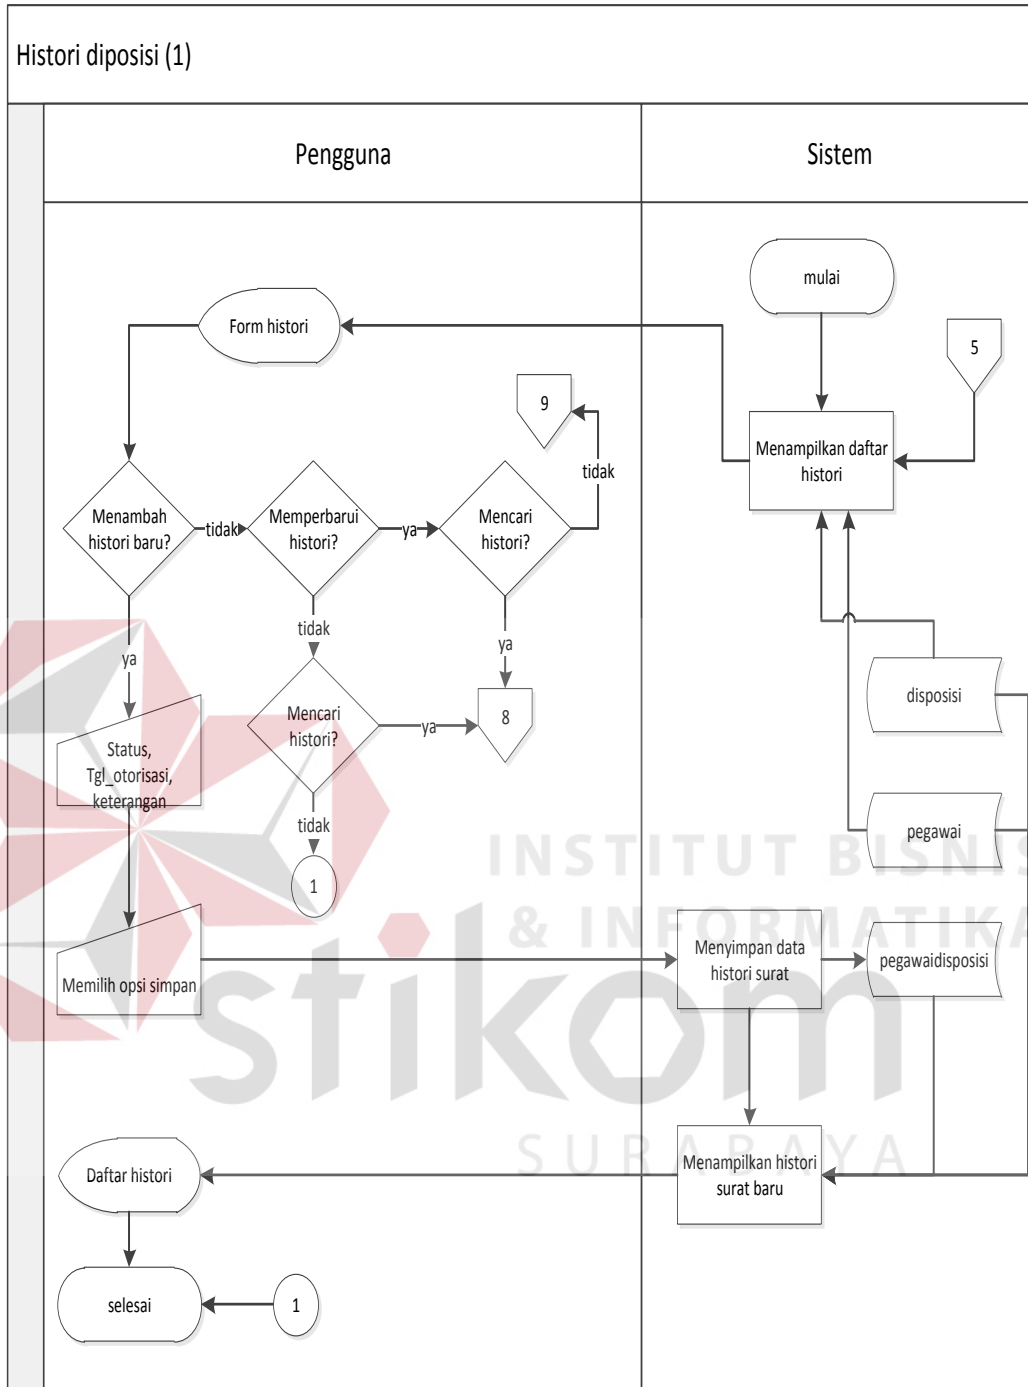 Histori diposisi (1)
Pengguna
Sistem
mulai
Form histori
5
9
Menampilkan daftar
histori
tidak
Menambah
histori baru?
tidak
Memperbarui
histori?
ya
Mencari
histori?
ya
tidak
ya
disposisi
Mencari
histori?
ya
8
Status,
Tgl_otorisasi,
keterangan
tidak
pegawai
INSTITUT BISNIS
1
& INFORMATIKA
Menyimpan data
histori surat
pegawaidisposisi
Memilih opsi simpan
stikom
SURABAYA
Daftar histori
Menampilkan histori
surat baru
selesai
1